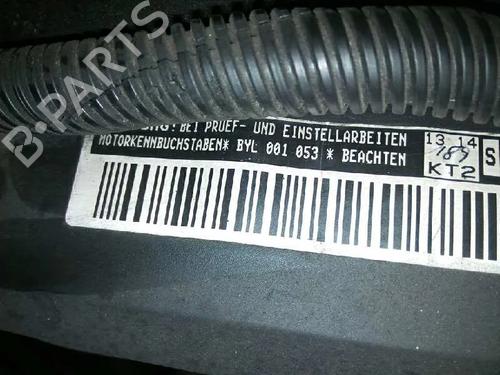 B-PARTS
BEI PRUEF- UND EINSTELLARBEITEN
MOTORKENNBUCHSTABEN* BYL 001 053 * BEACHTEN
13 14
KT2
S